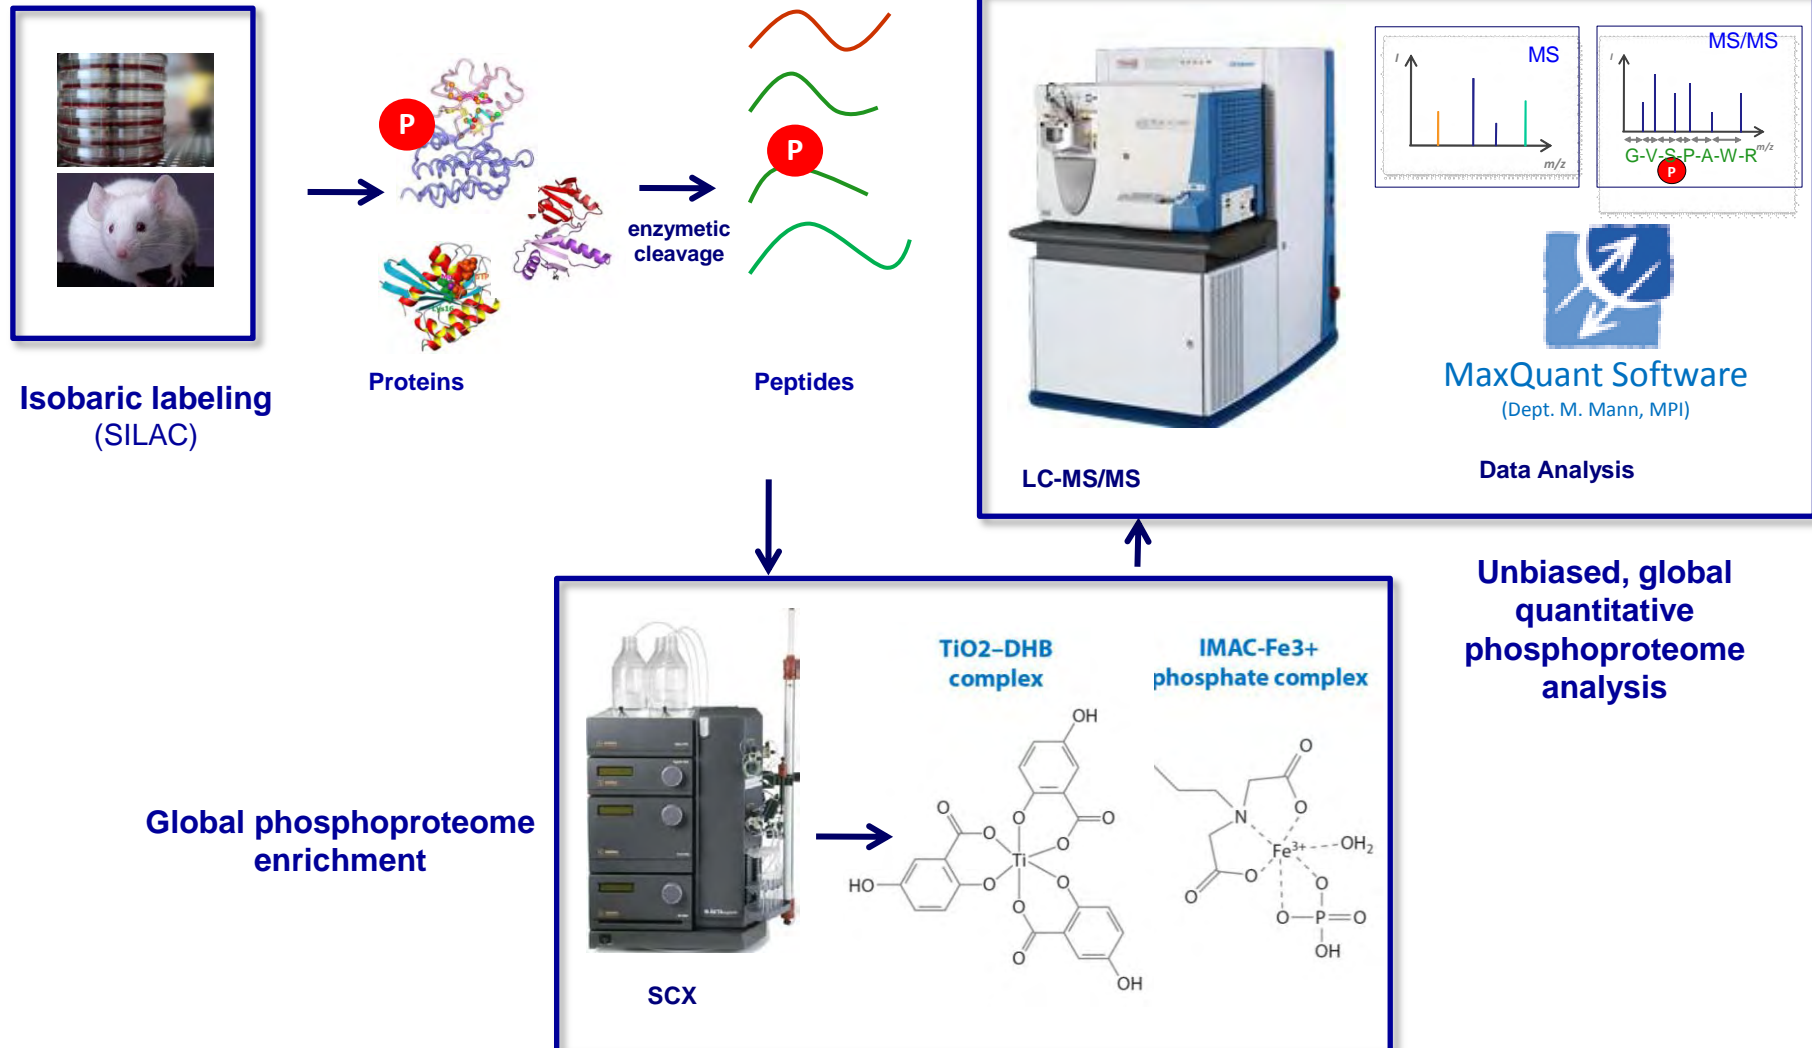 Isobaric labeling
(SILAC)
P
Proteins
enzymetic
cleavage
P
Peptides
LC-MS/MS
I
MS
m/z
I
MS/MS
m/z
G-V-S-P-A-W-R
P
MaxQuant Software
(Dept. M. Mann, MPI)
Data Analysis
Unbiased, global
quantitative
phosphoproteome
analysis
Global phosphoproteome
enrichment
SCX
TiO2–DHB
complex
OH
O
O
O
O
O
Ti
O
HO
O
O
O
O
OH
IMAC-Fe3+
phosphate complex
O
O
N
Fe³⁺
OH₂
O
O
O
O
P
O
OH